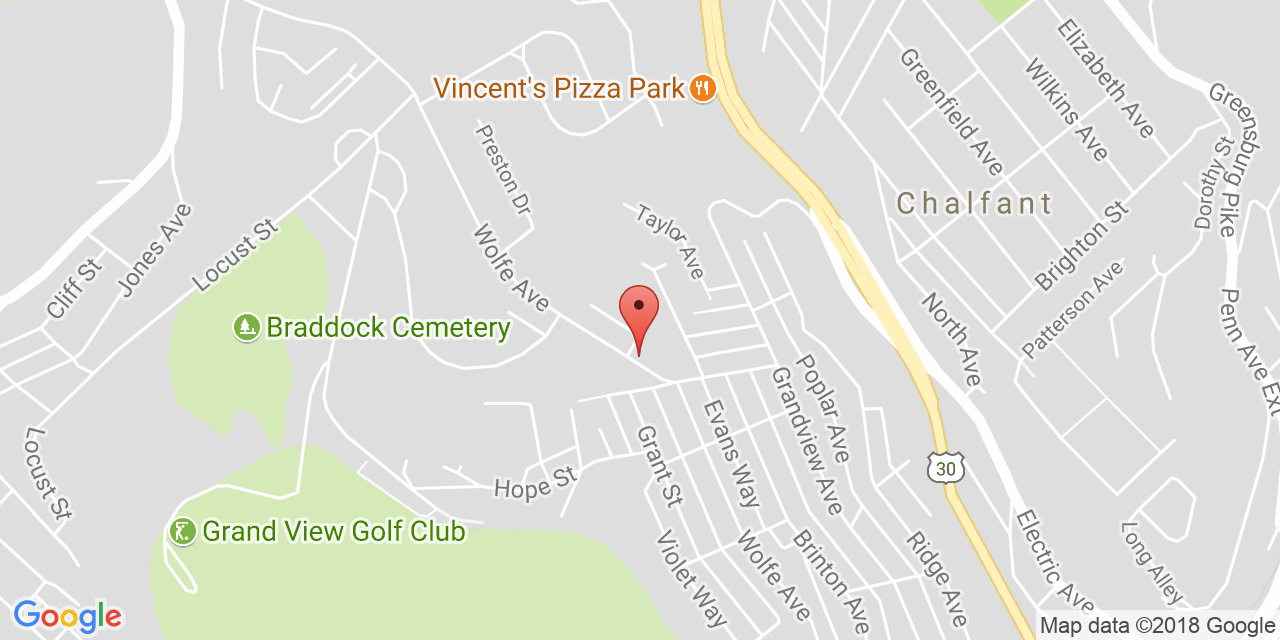 Elizabeth Ave
Greenfield Ave
Wilkins Ave
Vincent's Pizza Park
Greensburg Pike
Preston Dr
Dorothy St
Chalfant
Taylor Ave
Jones Ave
Locust St
Wolfe Ave
Brighton St
Cliff St
Patterson Ave
North Ave
Penn Ave Ext
Braddock Cemetery
Poplar Ave
Grandview Ave
Evans Way
Locust St
Grant St
30
Hope St
Grand View Golf Club
Violet Way
Wolfe Ave
Brinton Ave
Ridge Ave
Electric Ave
Long Alley
Google
Map data ©2018 Google